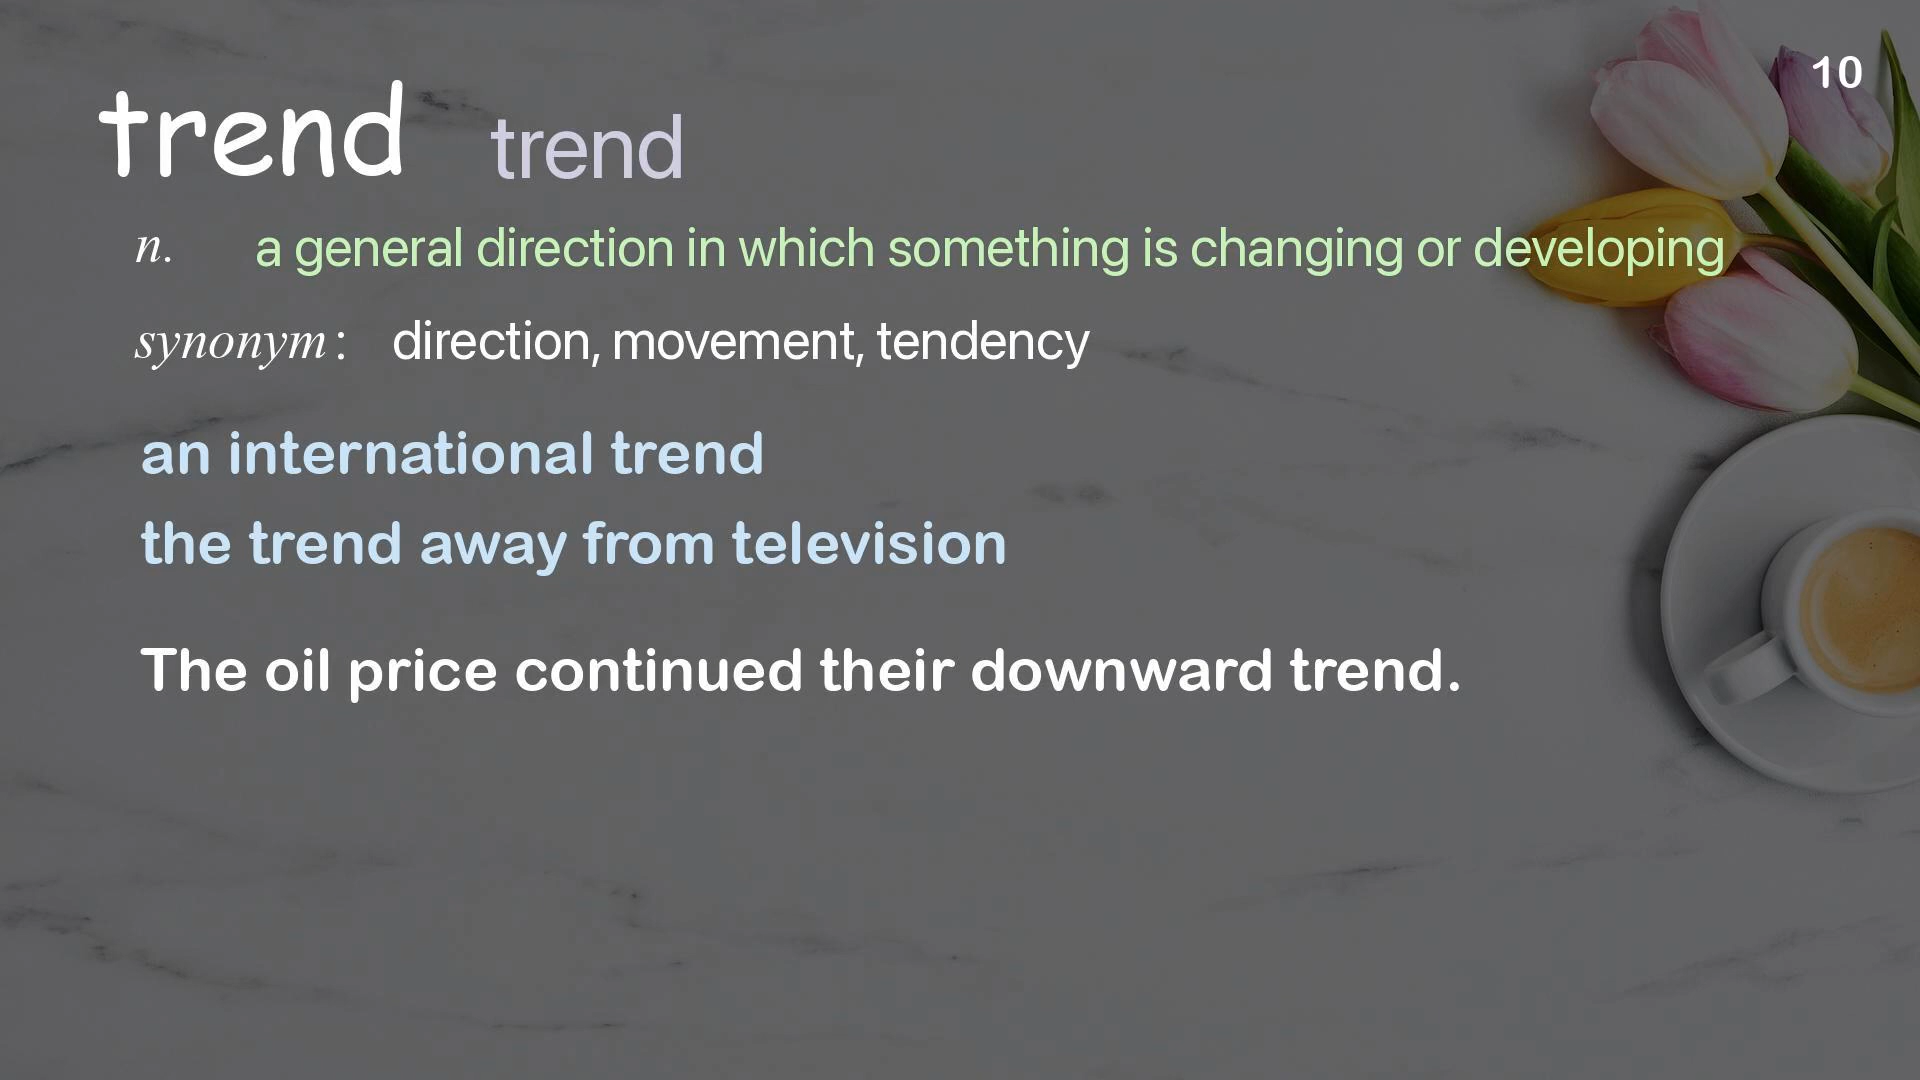 10
trend trend
n. a general direction in which something is changing or developing
synonym : direction, movement, tendency
an international trend
the trend away from television
The oil price continued their downward trend.